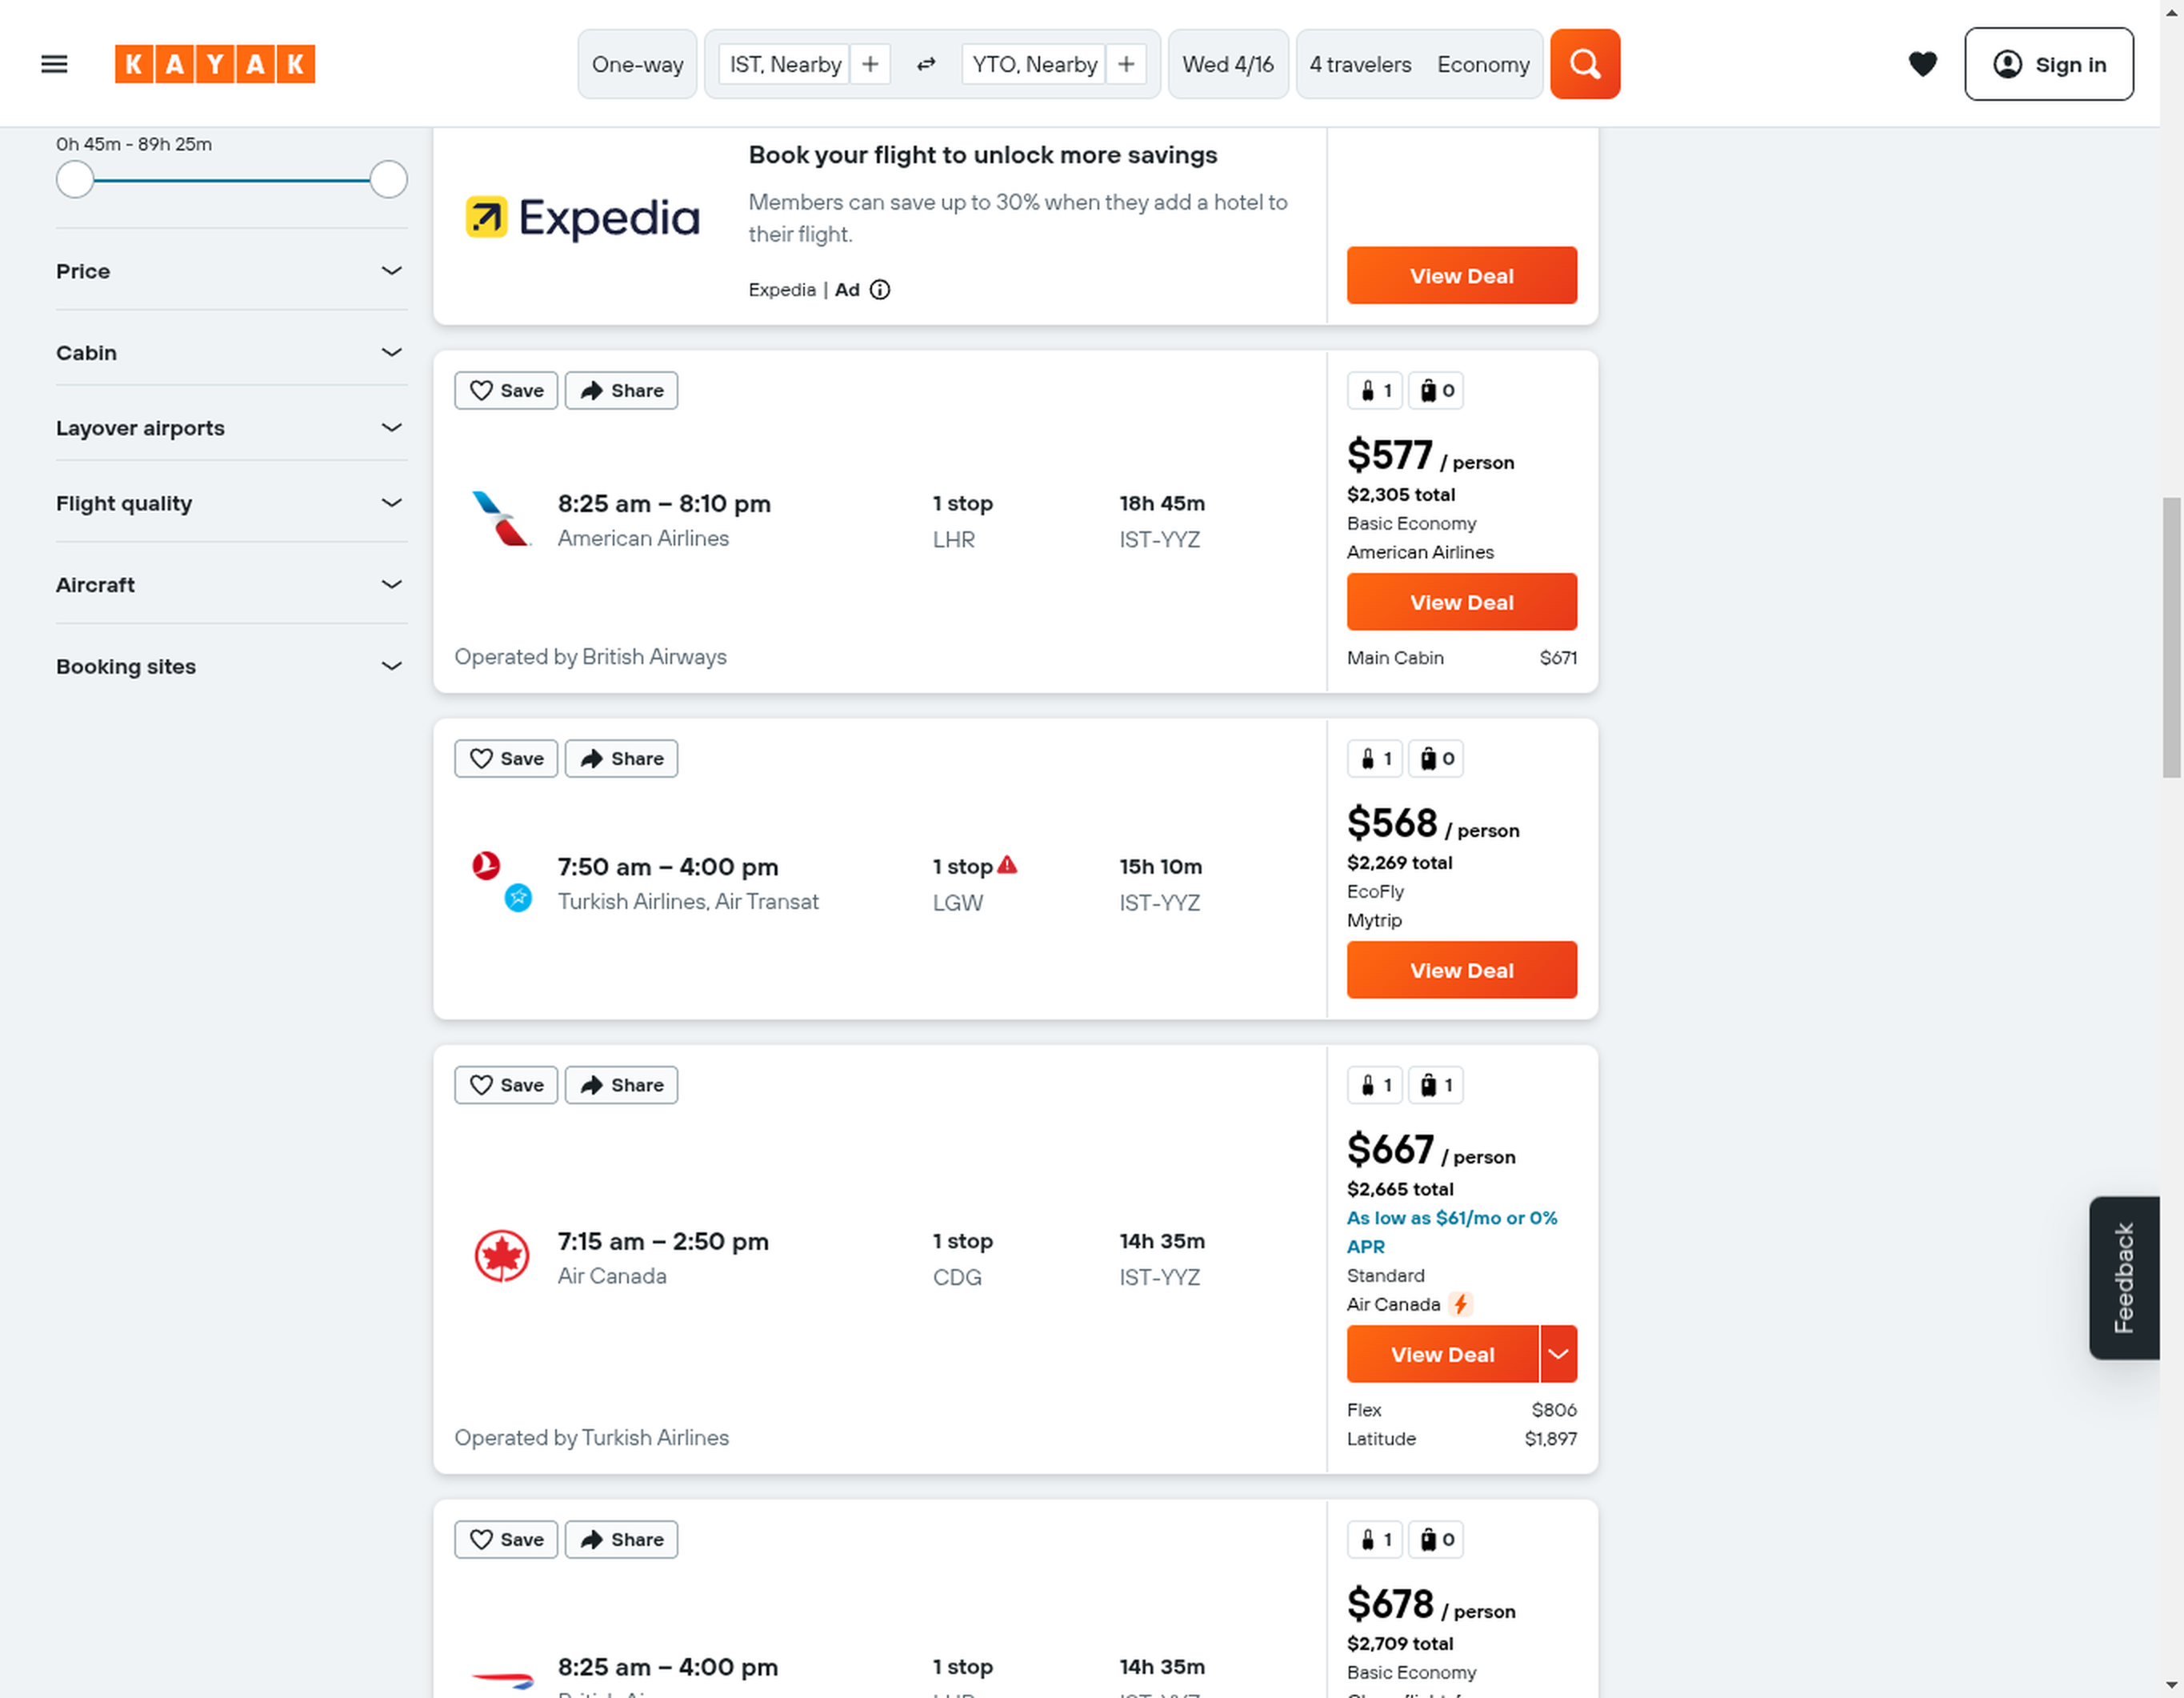 KAYAK
One-way
IST, Nearby
YTO, Nearby
Wed 4/16
4 travelers Economy
Sign in
0h 45m - 89h 25m
Price
Cabin
Layover airports
Flight quality
Aircraft
Booking sites
Expedia
Book your flight to unlock more savings
Members can save up to 30% when they add a hotel to
their flight.
Expedia | Ad
View Deal
Save Share
8:25 am – 8:10 pm
American Airlines
1 stop
LHR
18h 45m
IST-YYZ
Operated by British Airways
1 0
$577 / person
$2,305 total
Basic Economy
American Airlines
View Deal
Main Cabin $671
Save Share
7:50 am – 4:00 pm
Turkish Airlines, Air Transat
1 stop
LGW
15h 10m
IST-YYZ
1 0
$568 / person
$2,269 total
EcoFly
Mytrip
View Deal
Save Share
7:15 am – 2:50 pm
Air Canada
1 stop
CDG
14h 35m
IST-YYZ
Operated by Turkish Airlines
1 1
$667 / person
$2,665 total
As low as $61/mo or 0%
APR
Standard
Air Canada
View Deal
Flex $806
Latitude $1,897
Save Share
8:25 am – 4:00 pm
1 stop
14h 35m
1 0
$678 / person
$2,709 total
Basic Economy
Feedback